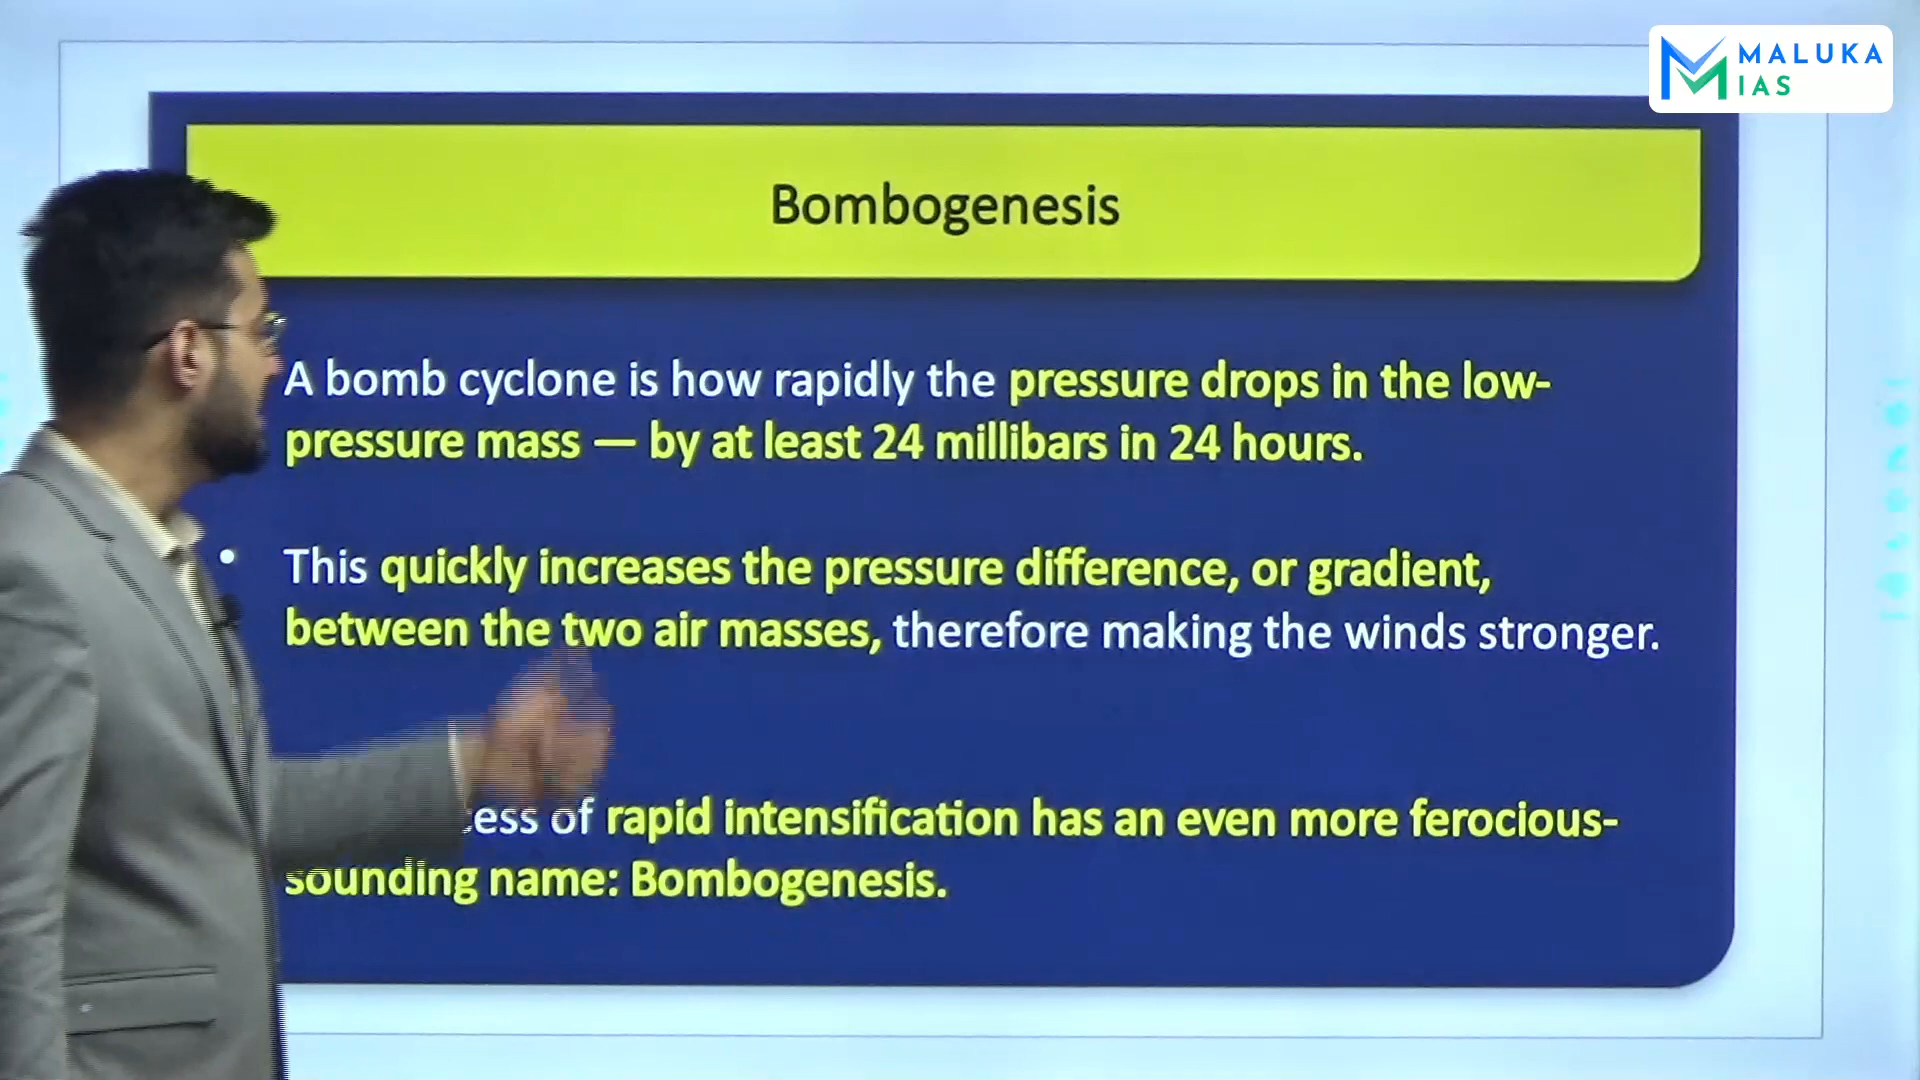 MALUKA
IAS
Bombogenesis
A bomb cyclone is how rapidly the pressure drops in the low-
pressure mass — by at least 24 millibars in 24 hours.
• This quickly increases the pressure difference, or gradient,
between the two air masses, therefore making the winds stronger.
of rapid intensification has an even more ferocious-
sounding name: Bombogenesis.